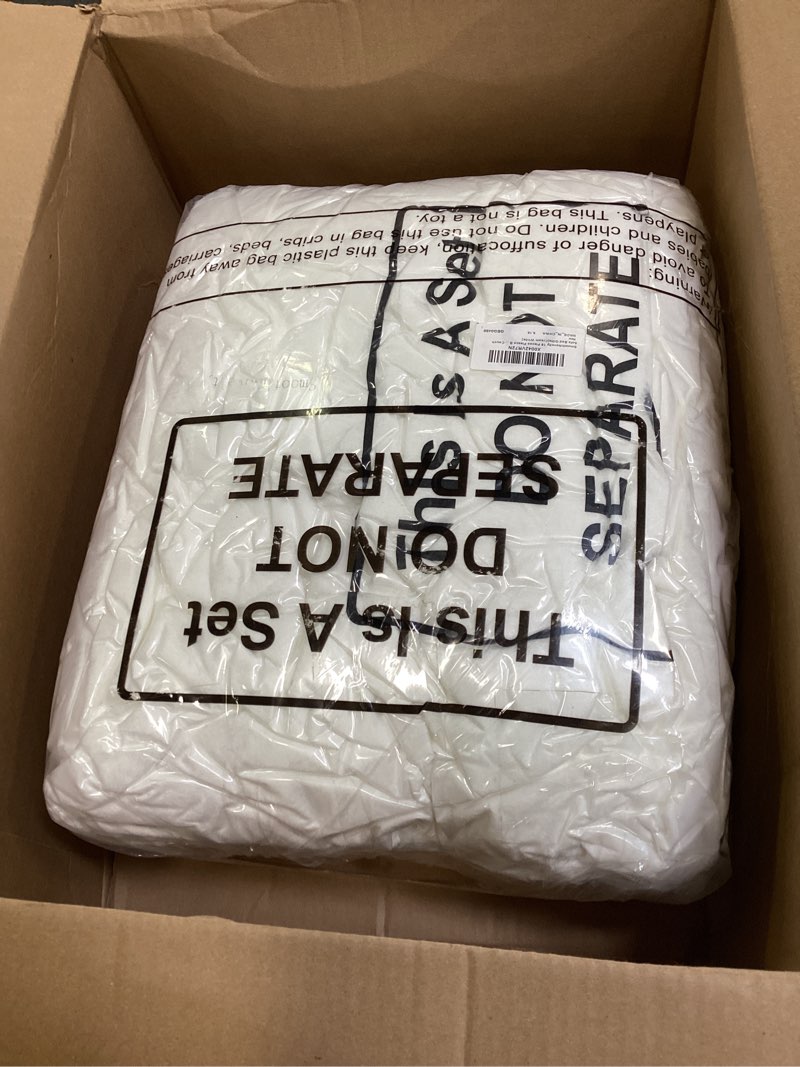 Warning:
To avoid danger of suffocation, keep this plastic bag away from
babies and children. Do not use this bag in cribs, beds, carriages
playpens. This bag is not a toy.
This Is A Set
DO NOT
SEPARATE
This Is A Set
DO NOT
SEPARATE